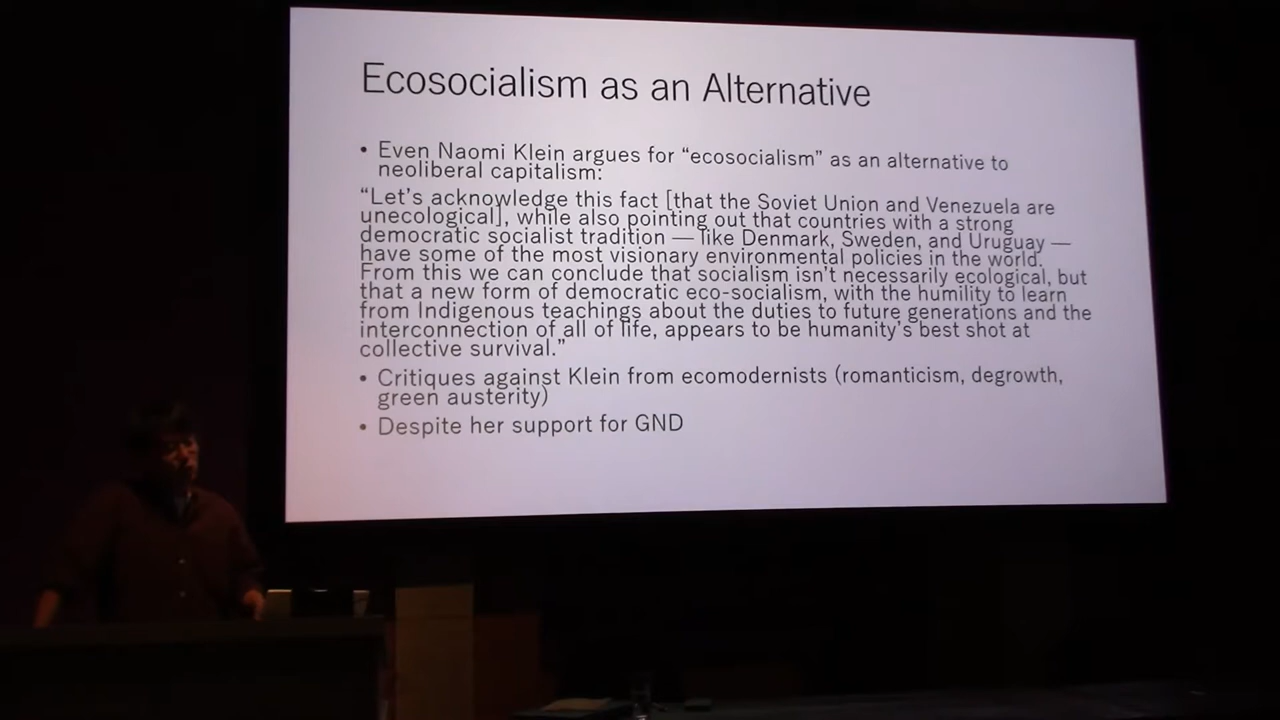 Ecosocialism as an Alternative
• Even Naomi Klein argues for “ecosocialism” as an alternative to
neoliberal capitalism:
“Let’s acknowledge this fact [that the Soviet Union and Venezuela are
unecological], while also pointing out that countries with a strong
democratic socialist tradition — like Denmark, Sweden, and Uruguay —
have some of the most visionary environmental policies in the world.
From this we can conclude that socialism isn’t necessarily ecological, but
that a new form of democratic eco-socialism, with the humility to learn
from Indigenous teachings about the duties to future generations and the
interconnection of all of life, appears to be humanity’s best shot at
collective survival.”
• Critiques against Klein from ecomodernists (romanticism, degrowth,
green austerity)
• Despite her support for GND